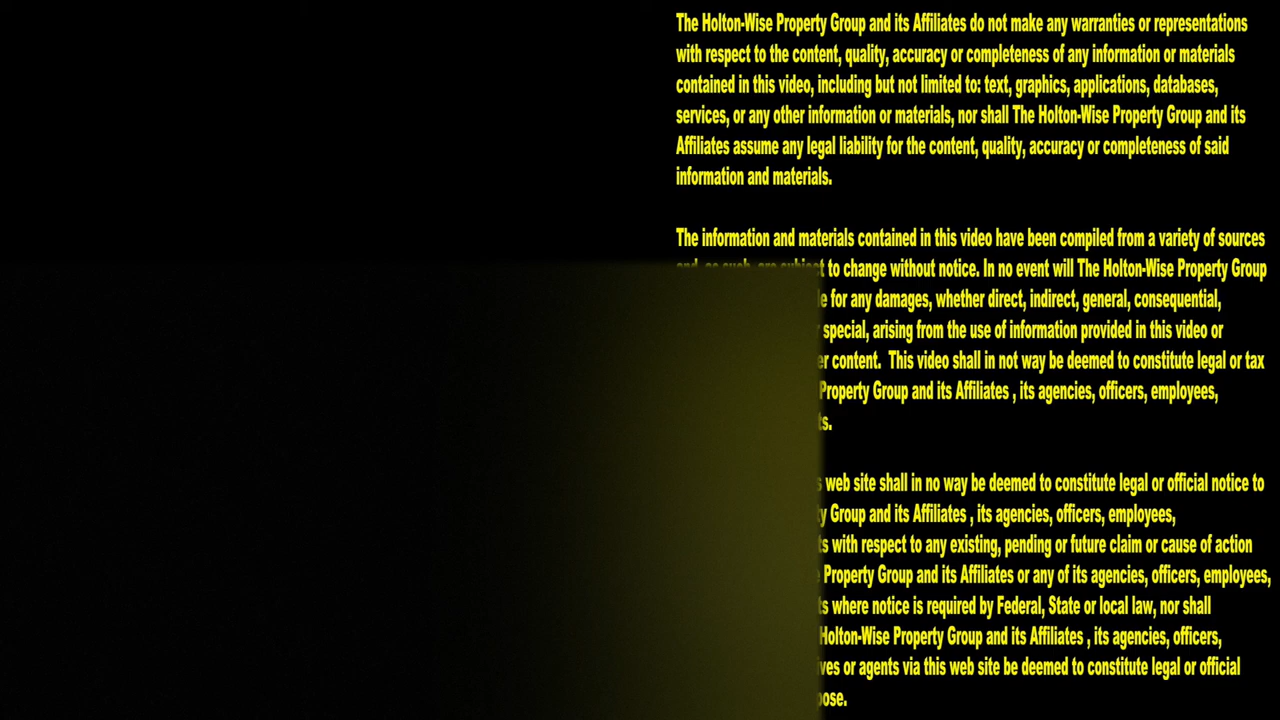 The Holton-Wise Property Group and its Affiliates do not make any warranties or representations
with respect to the content, quality, accuracy or completeness of any information or materials
contained in this video, including but not limited to: text, graphics, applications, databases,
services, or any other information or materials, nor shall The Holton-Wise Property Group and its
Affiliates assume any legal liability for the content, quality, accuracy or completeness of said
information and materials.
The information and materials contained in this video have been compiled from a variety of sources
and, as such, are subject to change without notice. In no event will The Holton-Wise Property Group
for any damages, whether direct, indirect, general, consequential,
special, arising from the use of information provided in this video or
content. This video shall in not way be deemed to constitute legal or tax
Property Group and its Affiliates , its agencies, officers, employees,
web site shall in no way be deemed to constitute legal or official notice to
Group and its Affiliates , its agencies, officers, employees,
with respect to any existing, pending or future claim or cause of action
Property Group and its Affiliates or any of its agencies, officers, employees,
where notice is required by Federal, State or local law, nor shall
Holton-Wise Property Group and its Affiliates , its agencies, officers,
or agents via this web site be deemed to constitute legal or official